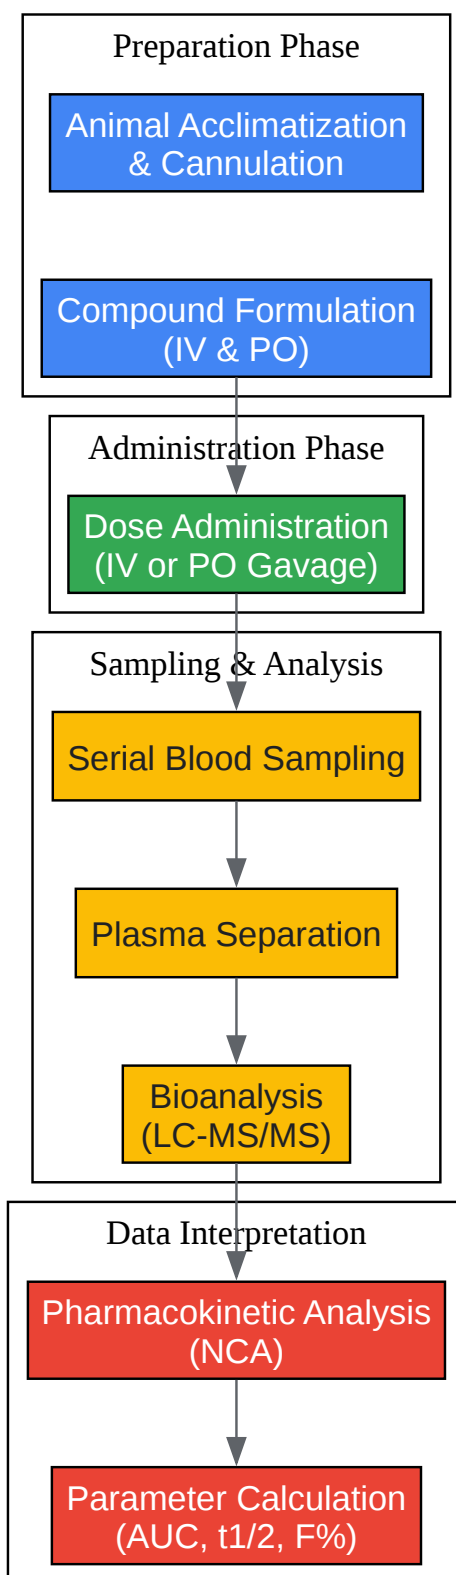 Preparation Phase
Animal Acclimatization
& Cannulation
Compound Formulation
(IV & PO)
Administration Phase
Dose Administration
(IV or PO Gavage)
Sampling & Analysis
Serial Blood Sampling
Plasma Separation
Bioanalysis
(LC-MS/MS)
Data Interpretation
Pharmacokinetic Analysis
(NCA)
Parameter Calculation
(AUC, t1/2, F%)